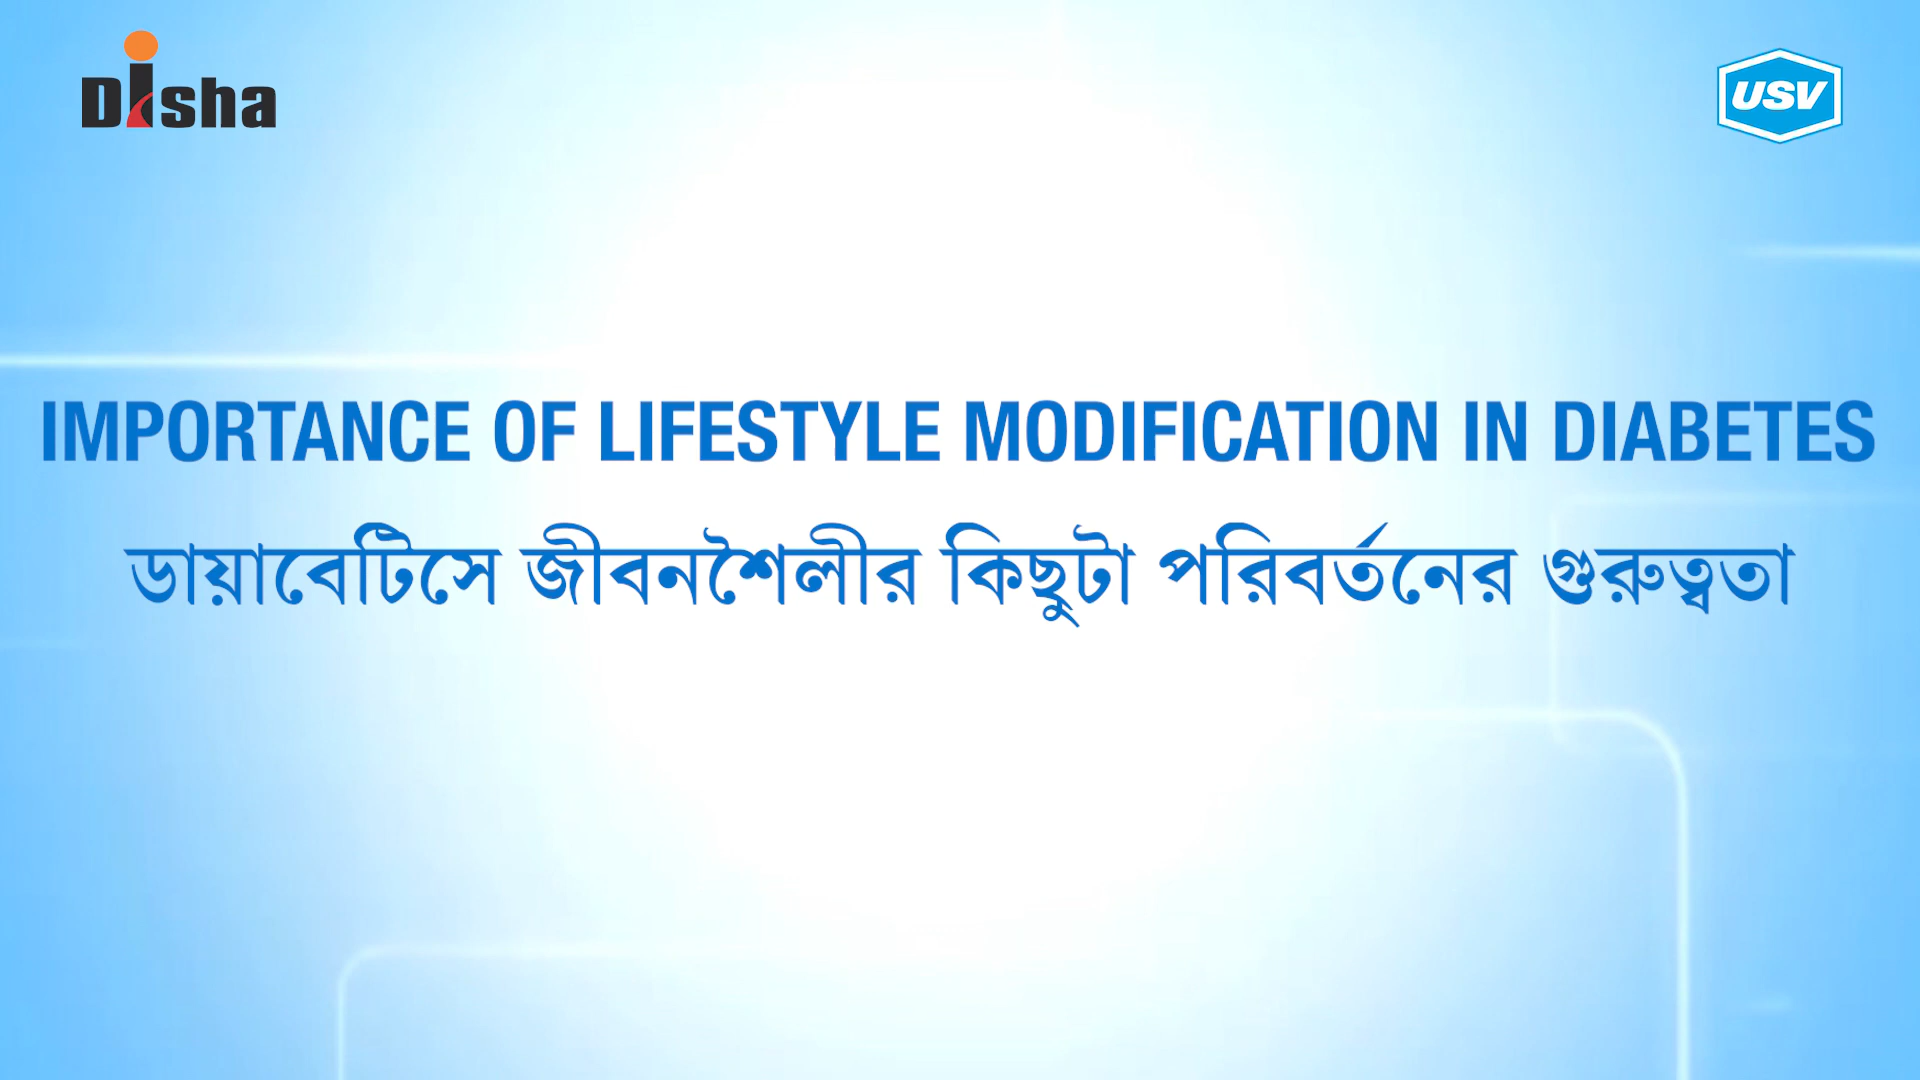 Disha
USV
IMPORTANCE OF LIFESTYLE MODIFICATION IN DIABETES
ডায়াবেটিসে জীবনশৈলীর কিছুটা পরিবর্তনের গুরুত্বতা